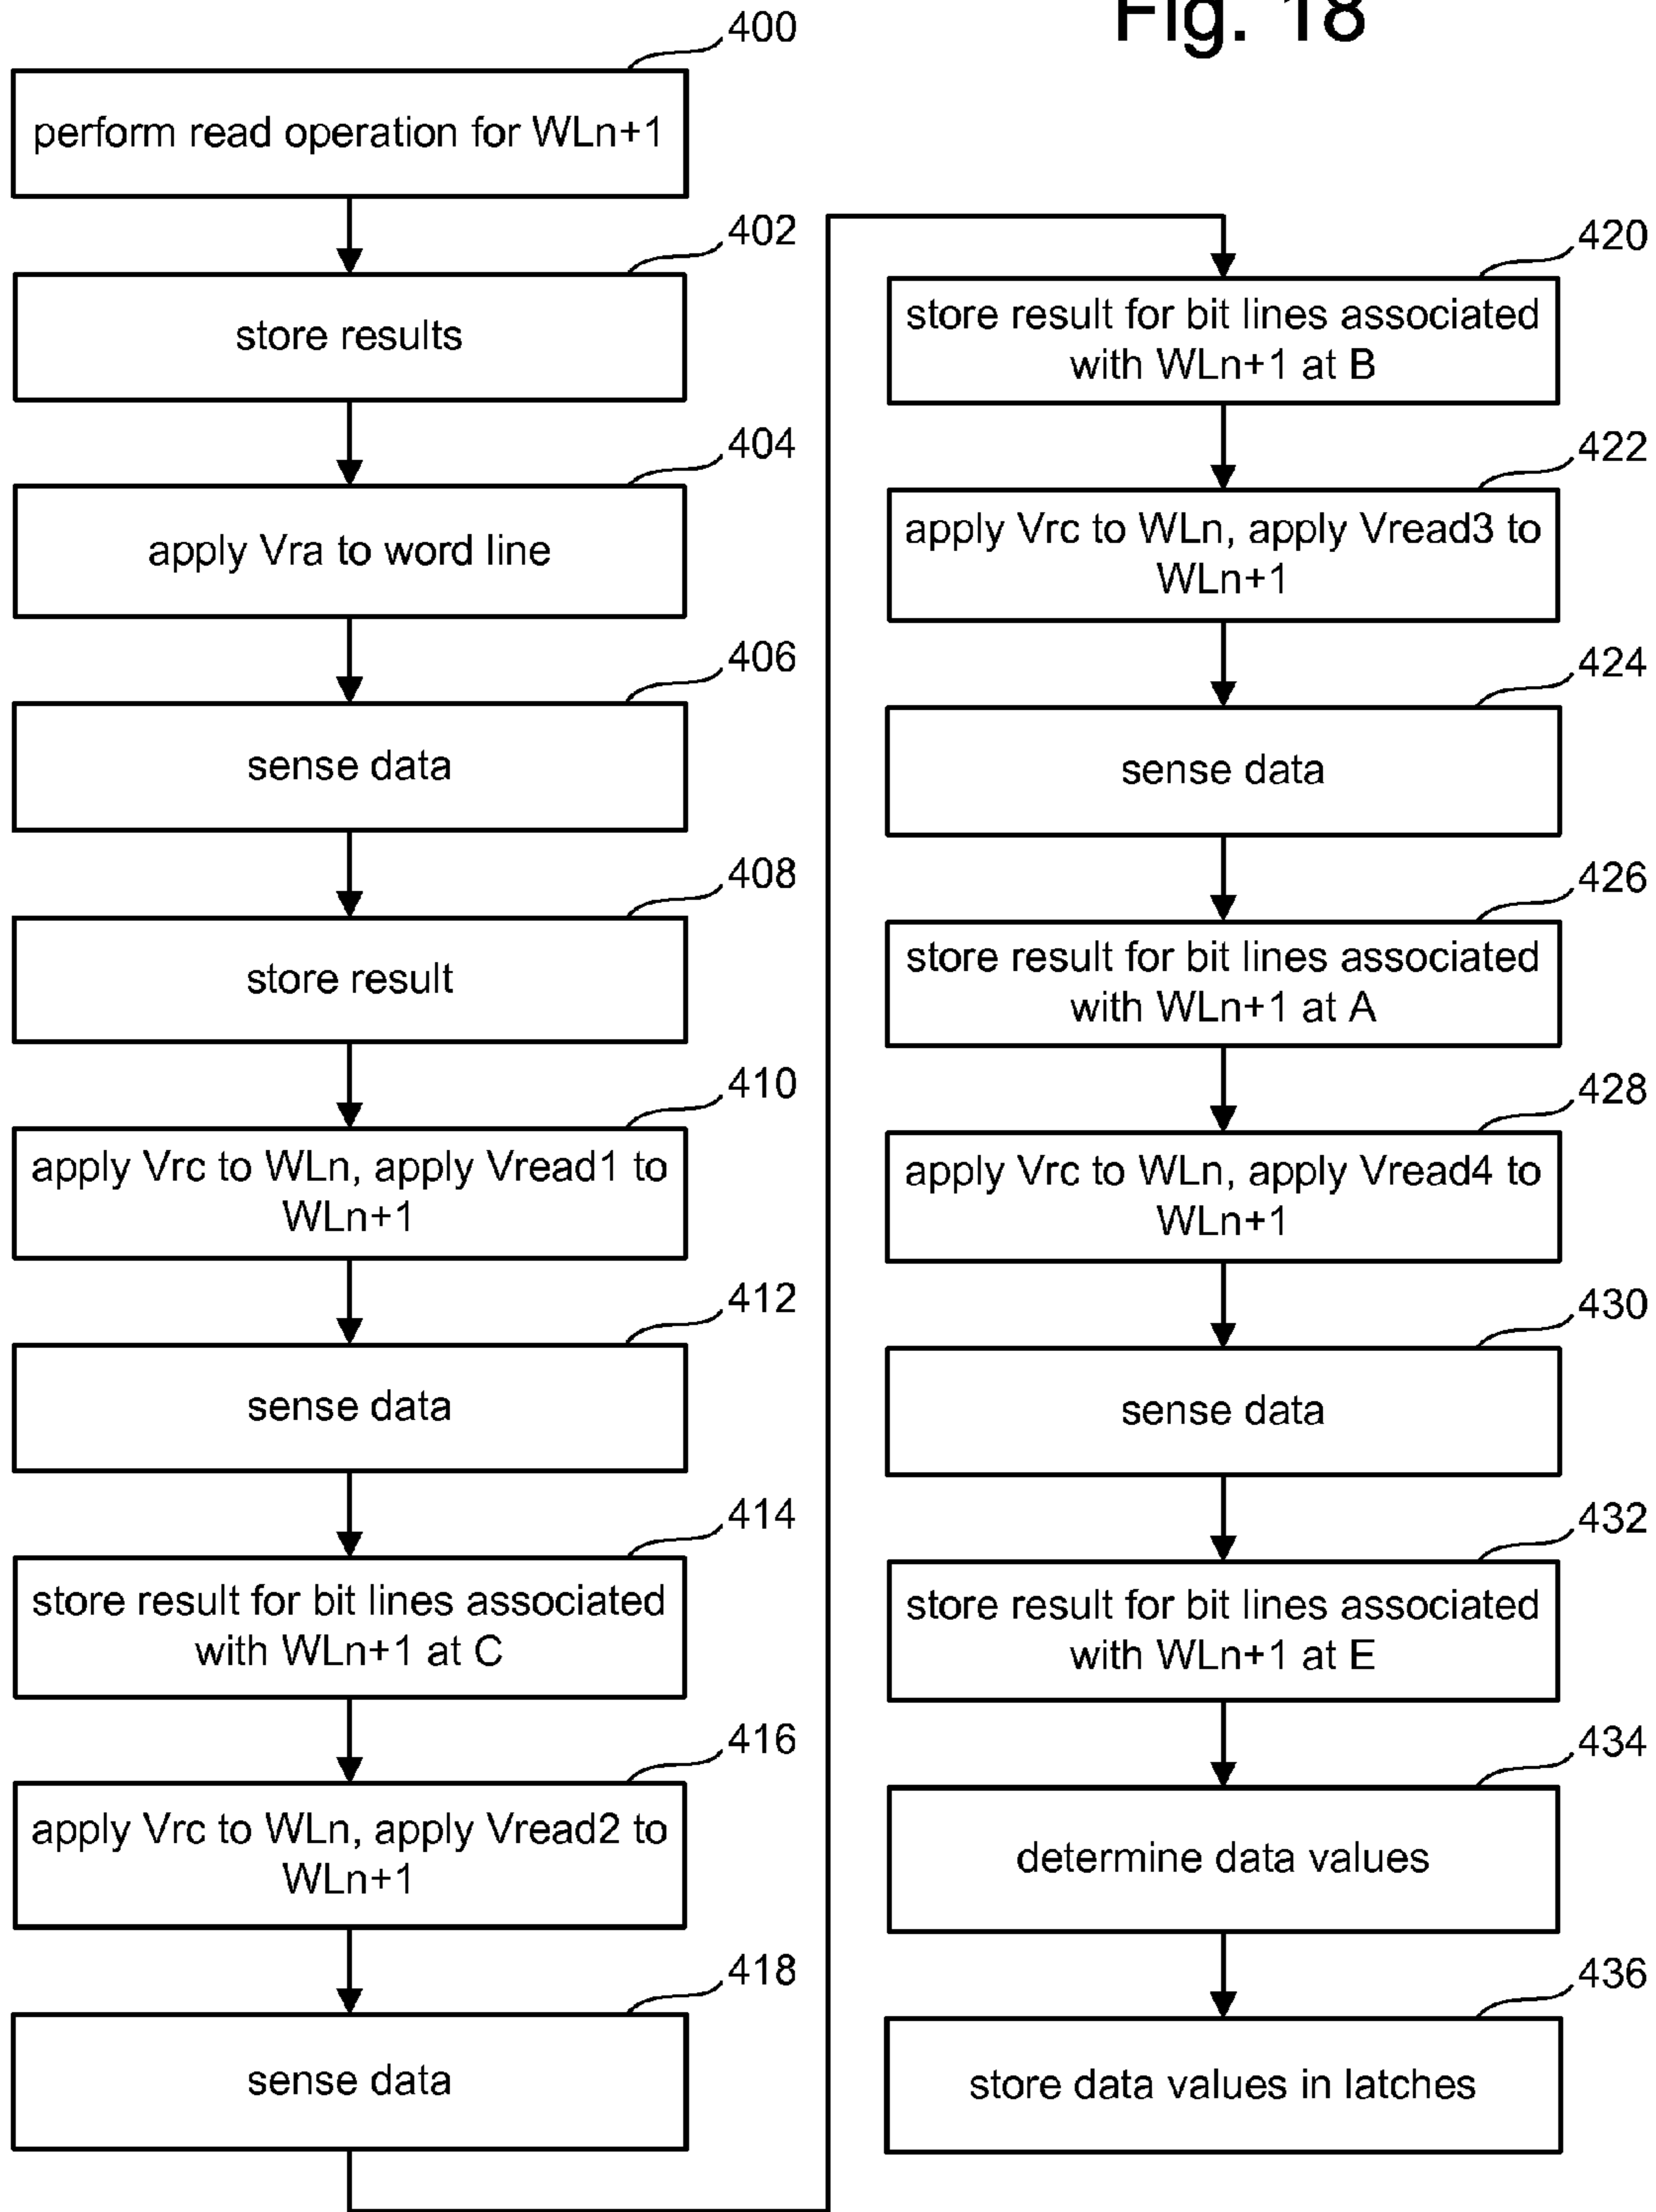 Fig. 18
400
perform read operation for WLn+1
402
store results
404
apply Vra to word line
406
sense data
408
store result
410
apply Vrc to WLn, apply Vread1 to
WLn+1
412
sense data
414
store result for bit lines associated
with WLn+1 at C
416
apply Vrc to WLn, apply Vread2 to
WLn+1
418
sense data
420
store result for bit lines associated
with WLn+1 at B
422
apply Vrc to WLn, apply Vread3 to
WLn+1
424
sense data
426
store result for bit lines associated
with WLn+1 at A
428
apply Vrc to WLn, apply Vread4 to
WLn+1
430
sense data
432
store result for bit lines associated
with WLn+1 at E
434
determine data values
436
store data values in latches